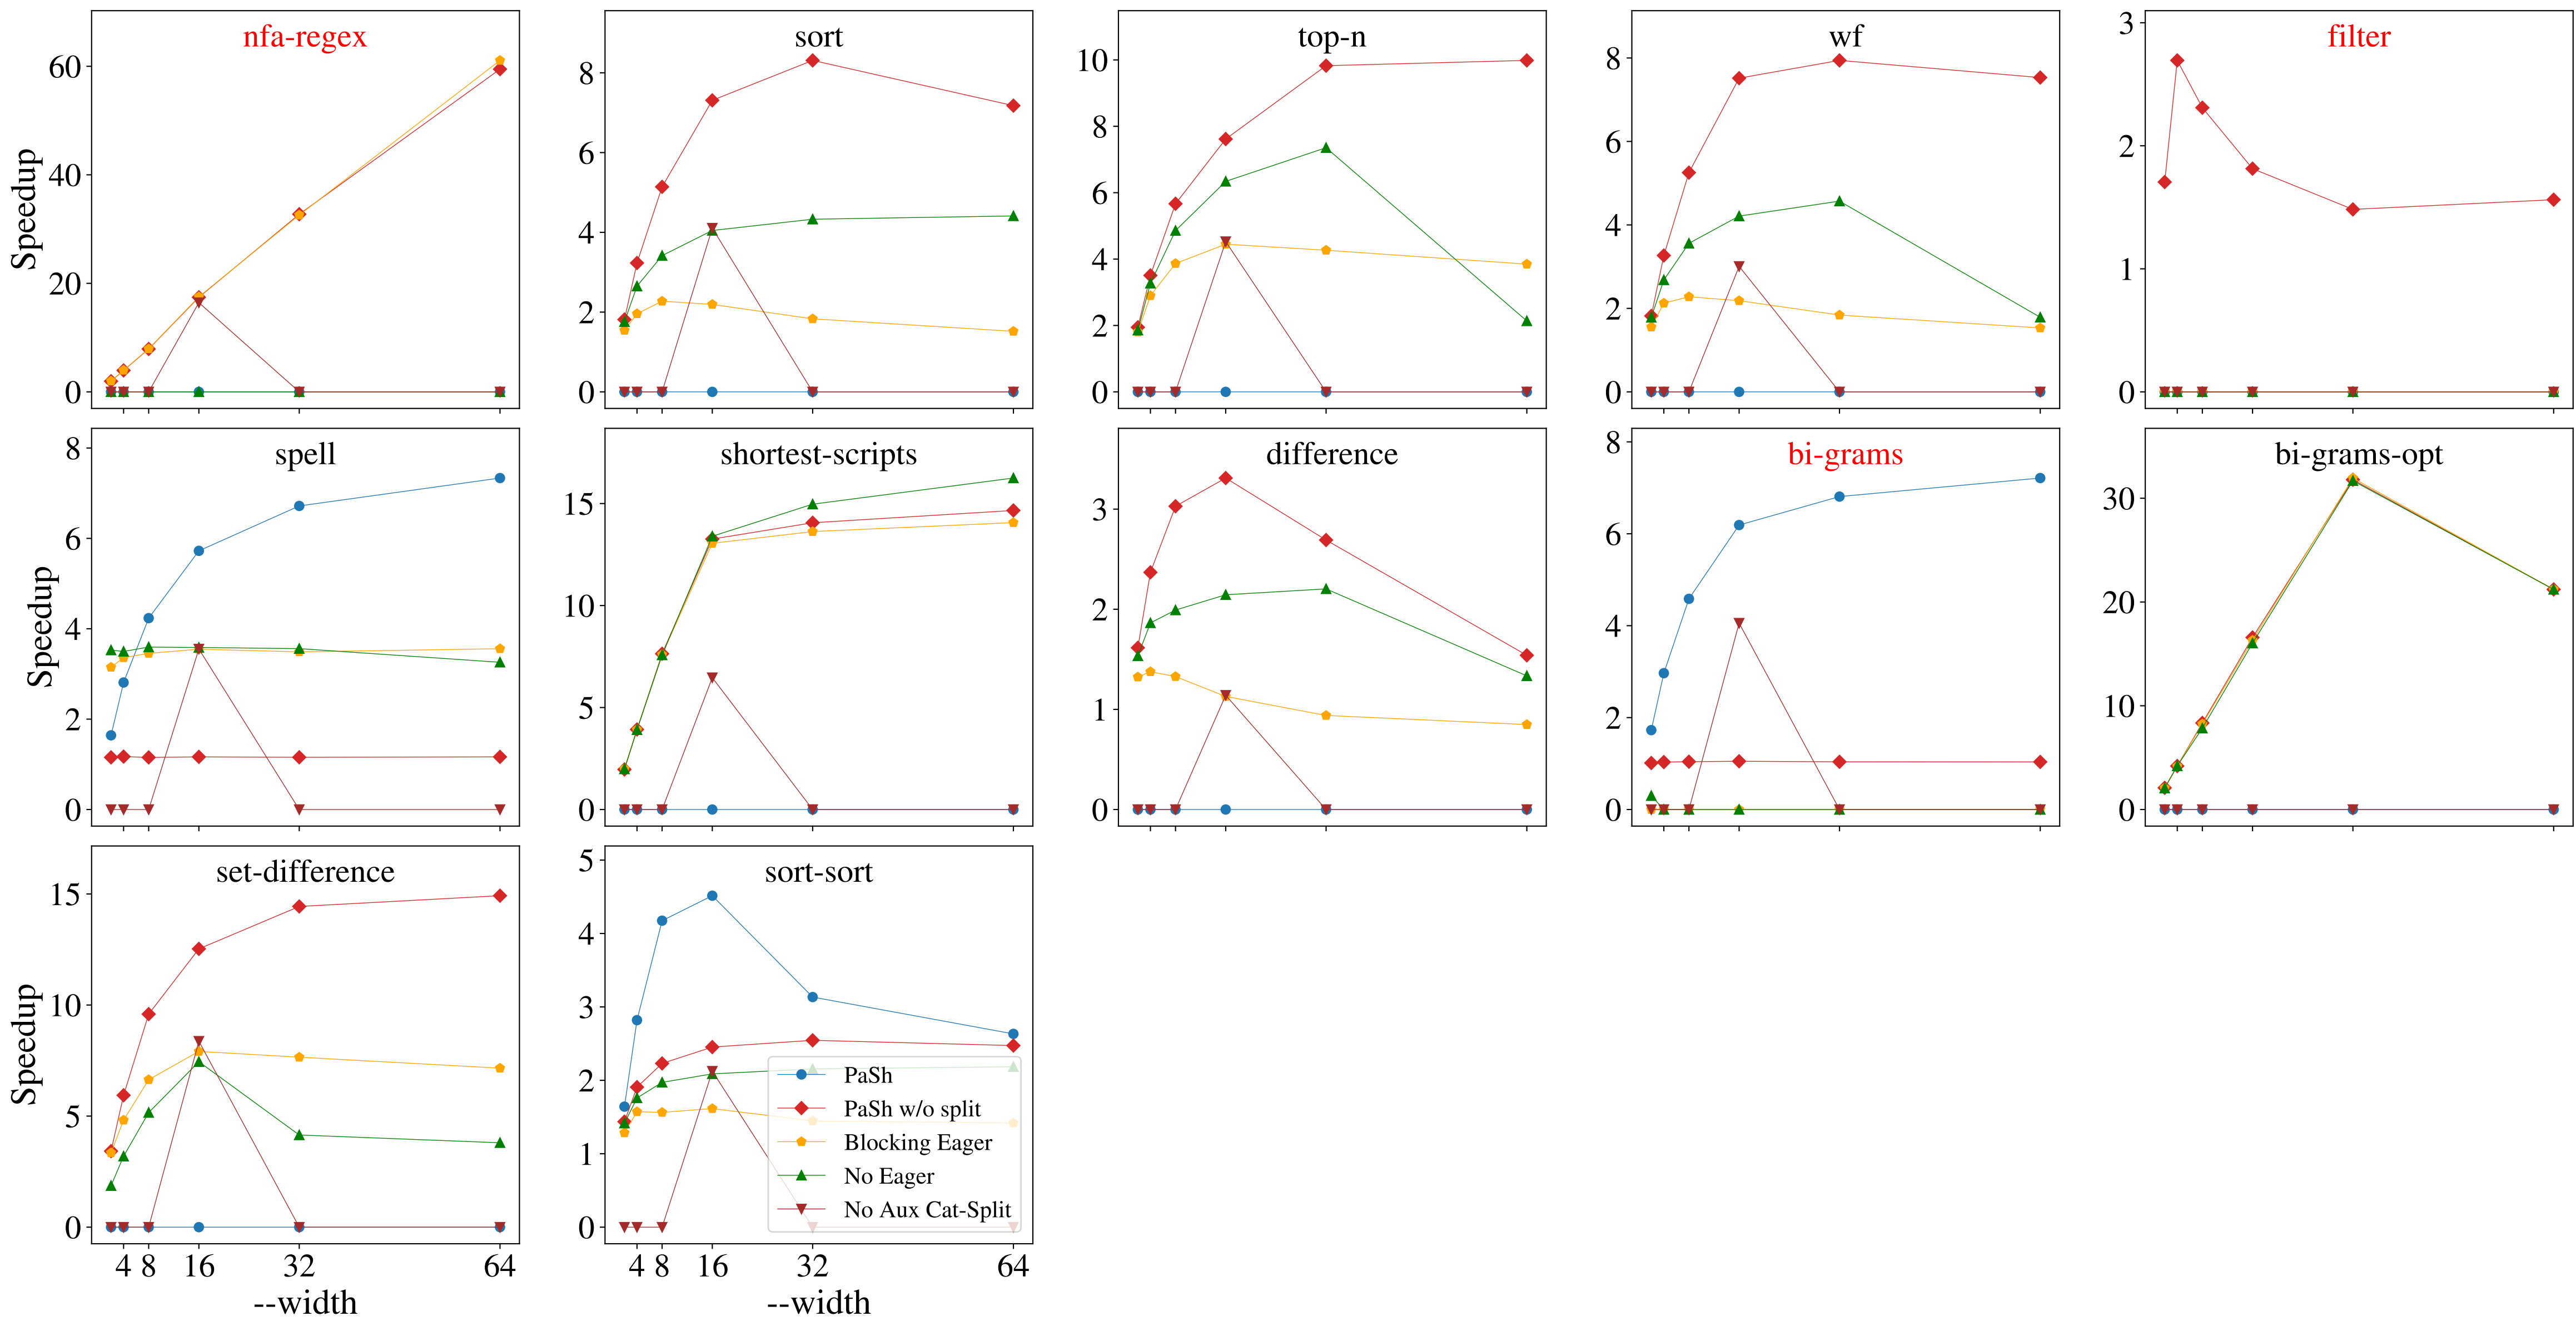 nfa-regex
Speedup
60
40
20
0
sort
8
6
4
2
0
top-n
10
8
6
4
2
0
wf
8
6
4
2
0
filter
3
2
1
0
spell
Speedup
8
6
4
2
0
shortest-scripts
15
10
5
0
difference
3
2
1
0
bi-grams
8
6
4
2
0
bi-grams-opt
30
20
10
0
set-difference
Speedup
15
10
5
0
4 8 16 32 64
--width
sort-sort
5
4
3
2
1
0
PaSh
PaSh w/o split
Blocking Eager
No Eager
No Aux Cat-Split
4 8 16 32 64
--width